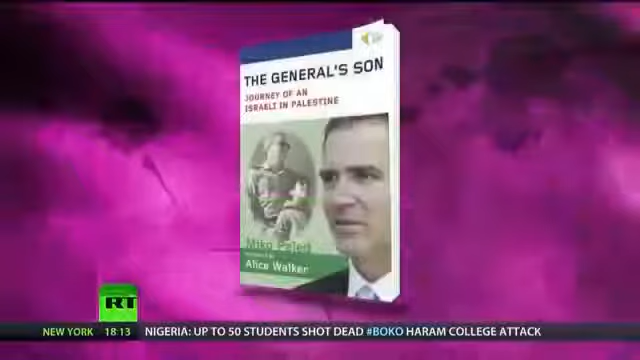 THE GENERAL'S SON
JOURNEY OF AN
ISRAELI IN PALESTINE
Miko Peled
Alice Walker
RT
NEW YORK 18:13 NIGERIA: UP TO 50 STUDENTS SHOT DEAD #BOKO HARAM COLLEGE ATTACK